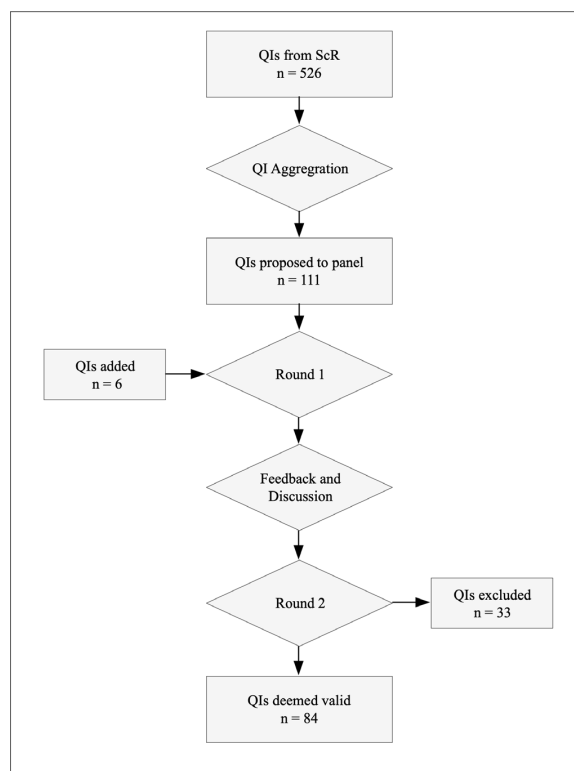 QIs from ScR
n = 526
QI Aggregration
QIs proposed to panel
n = 111
QIs added
n = 6
Round 1
Feedback and
Discussion
Round 2
QIs excluded
n = 33
QIs deemed valid
n = 84